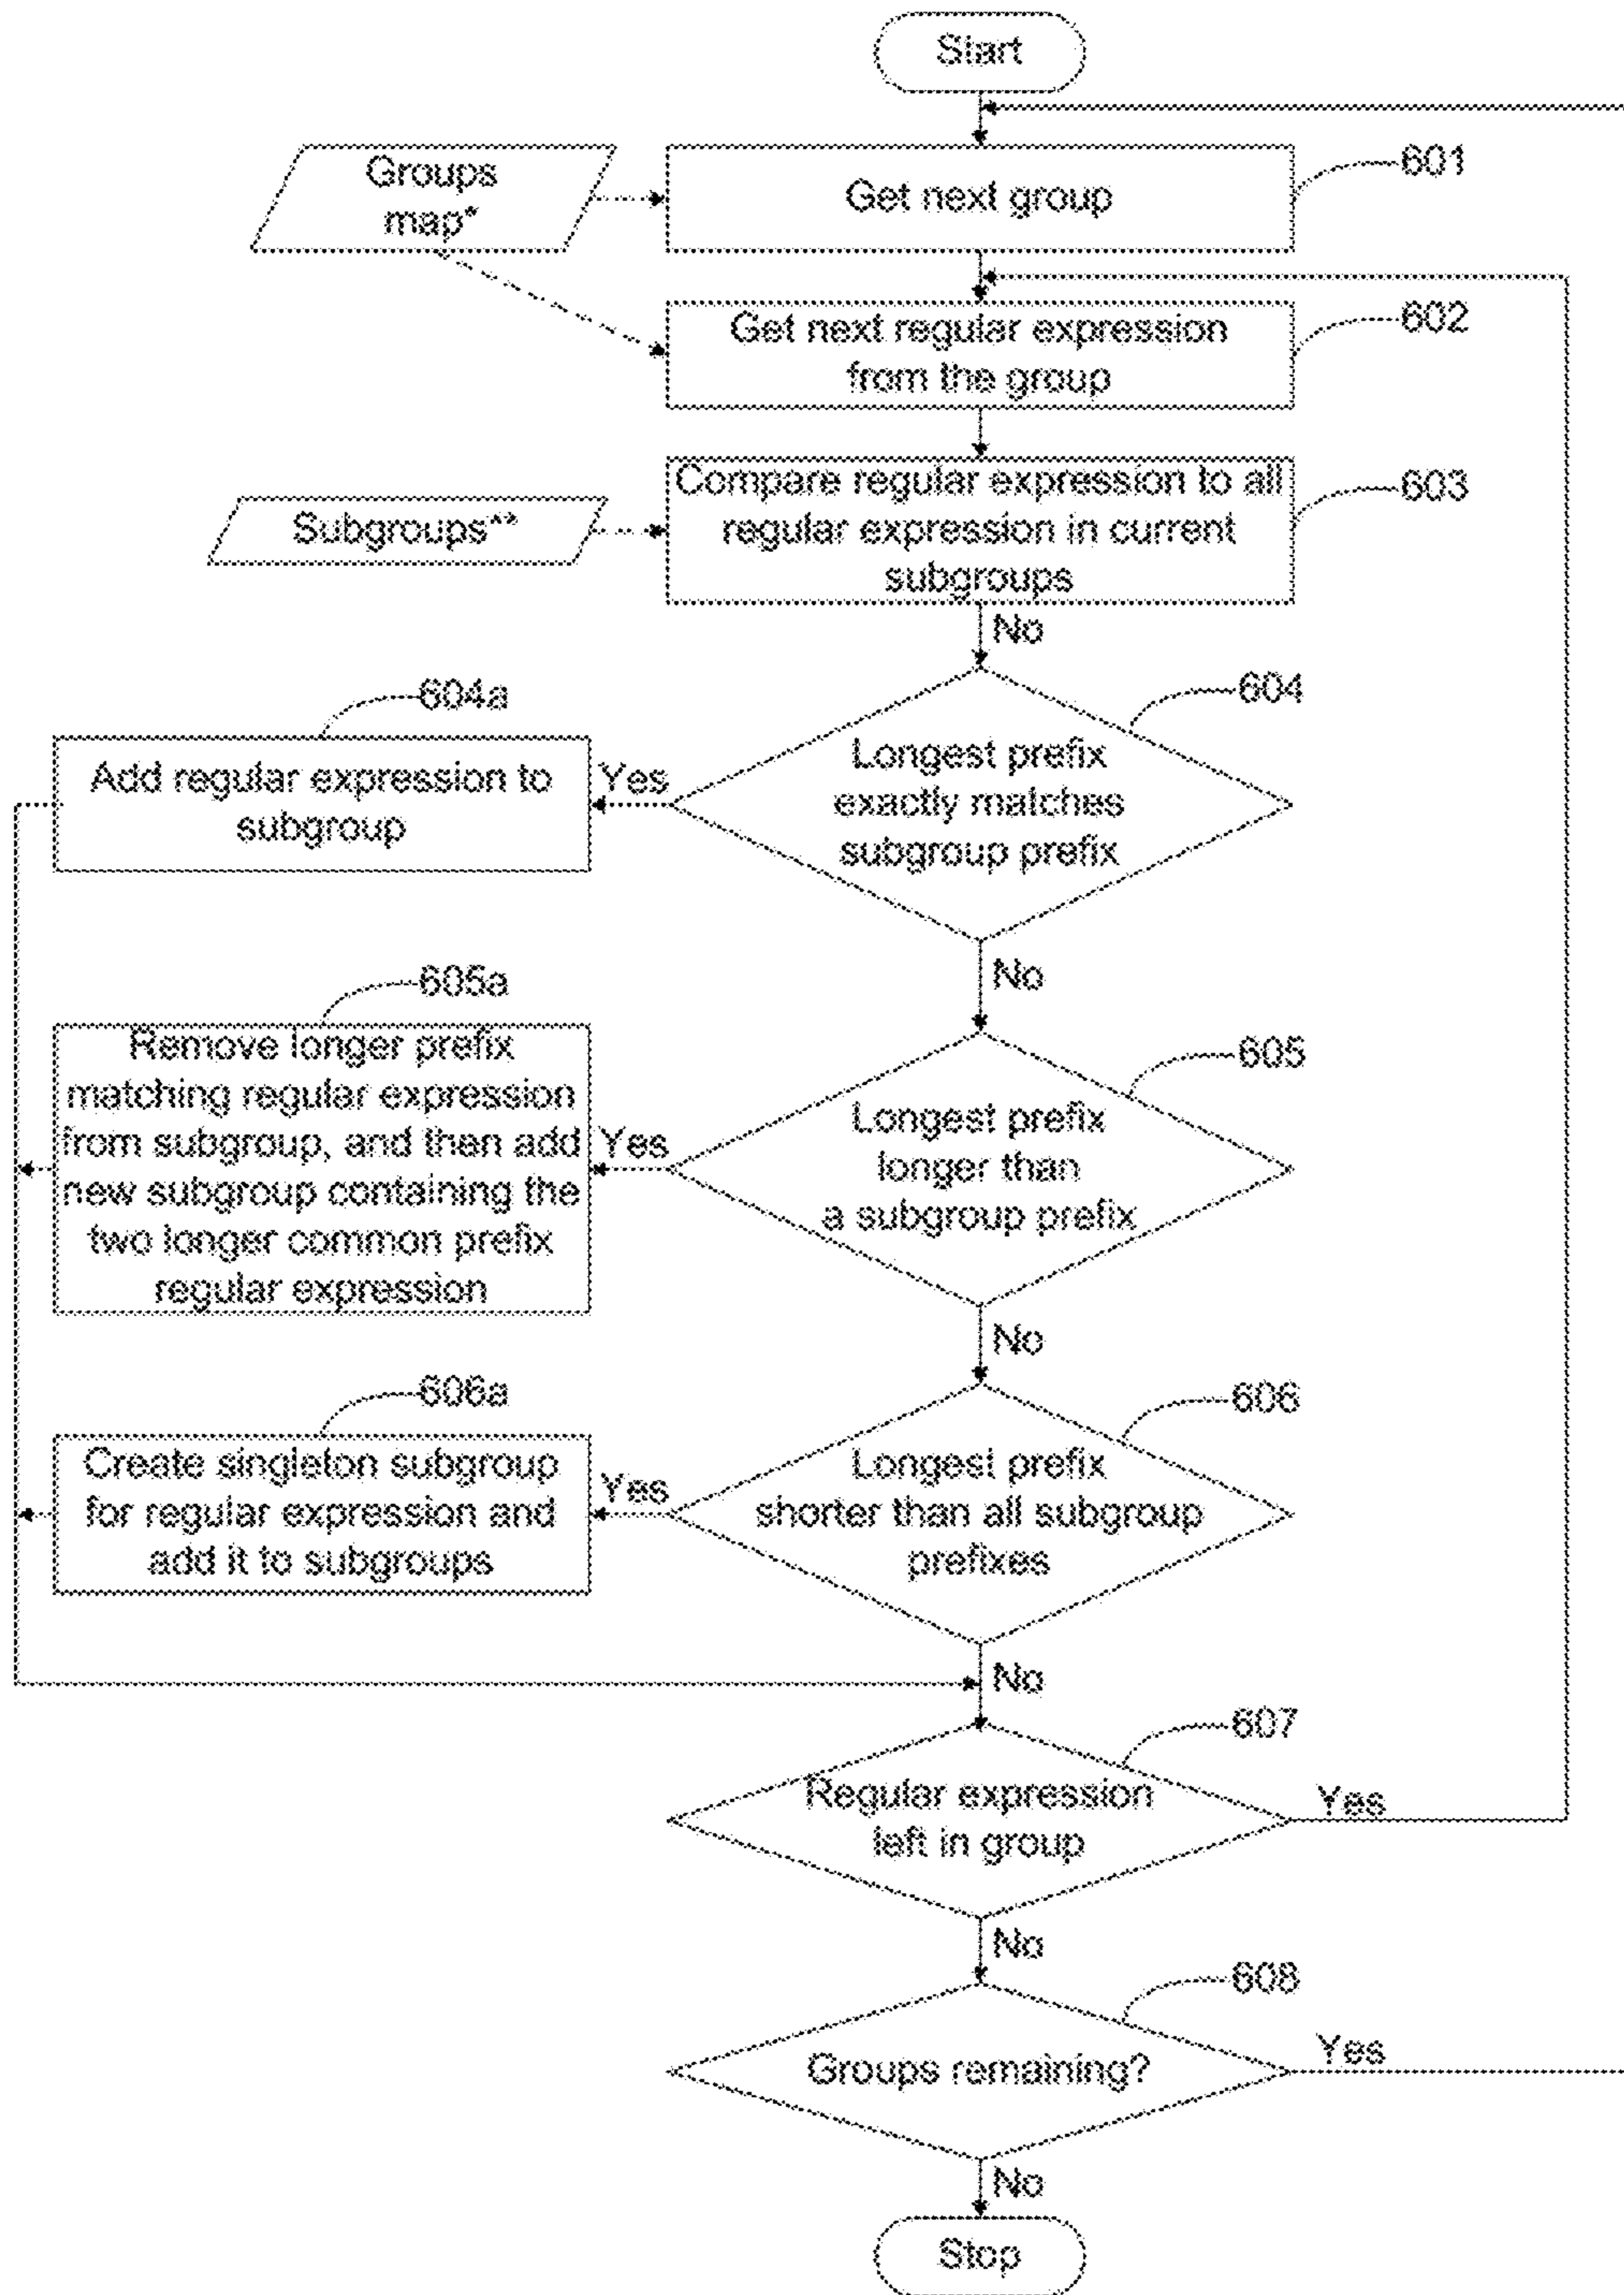 Start
Groups
map*
Get next group
601
Get next regular expression
from the group
602
Compare regular expression to all
regular expression in current
subgroups
603
Subgroups**
No
604
604a
Longest prefix
exactly matches
subgroup prefix
Yes
Add regular expression to
subgroup
No
605a
605
Remove longer prefix
matching regular expression
from subgroup, and then add
new subgroup containing the
two longer common prefix
regular expression
Yes
Longest prefix
longer than
a subgroup prefix
No
606a
606
Create singleton subgroup
for regular expression and
add it to subgroups
Yes
Longest prefix
shorter than all subgroup
prefixes
No
607
Regular expression
left in group
Yes
No
608
Groups remaining?
Yes
No
Stop